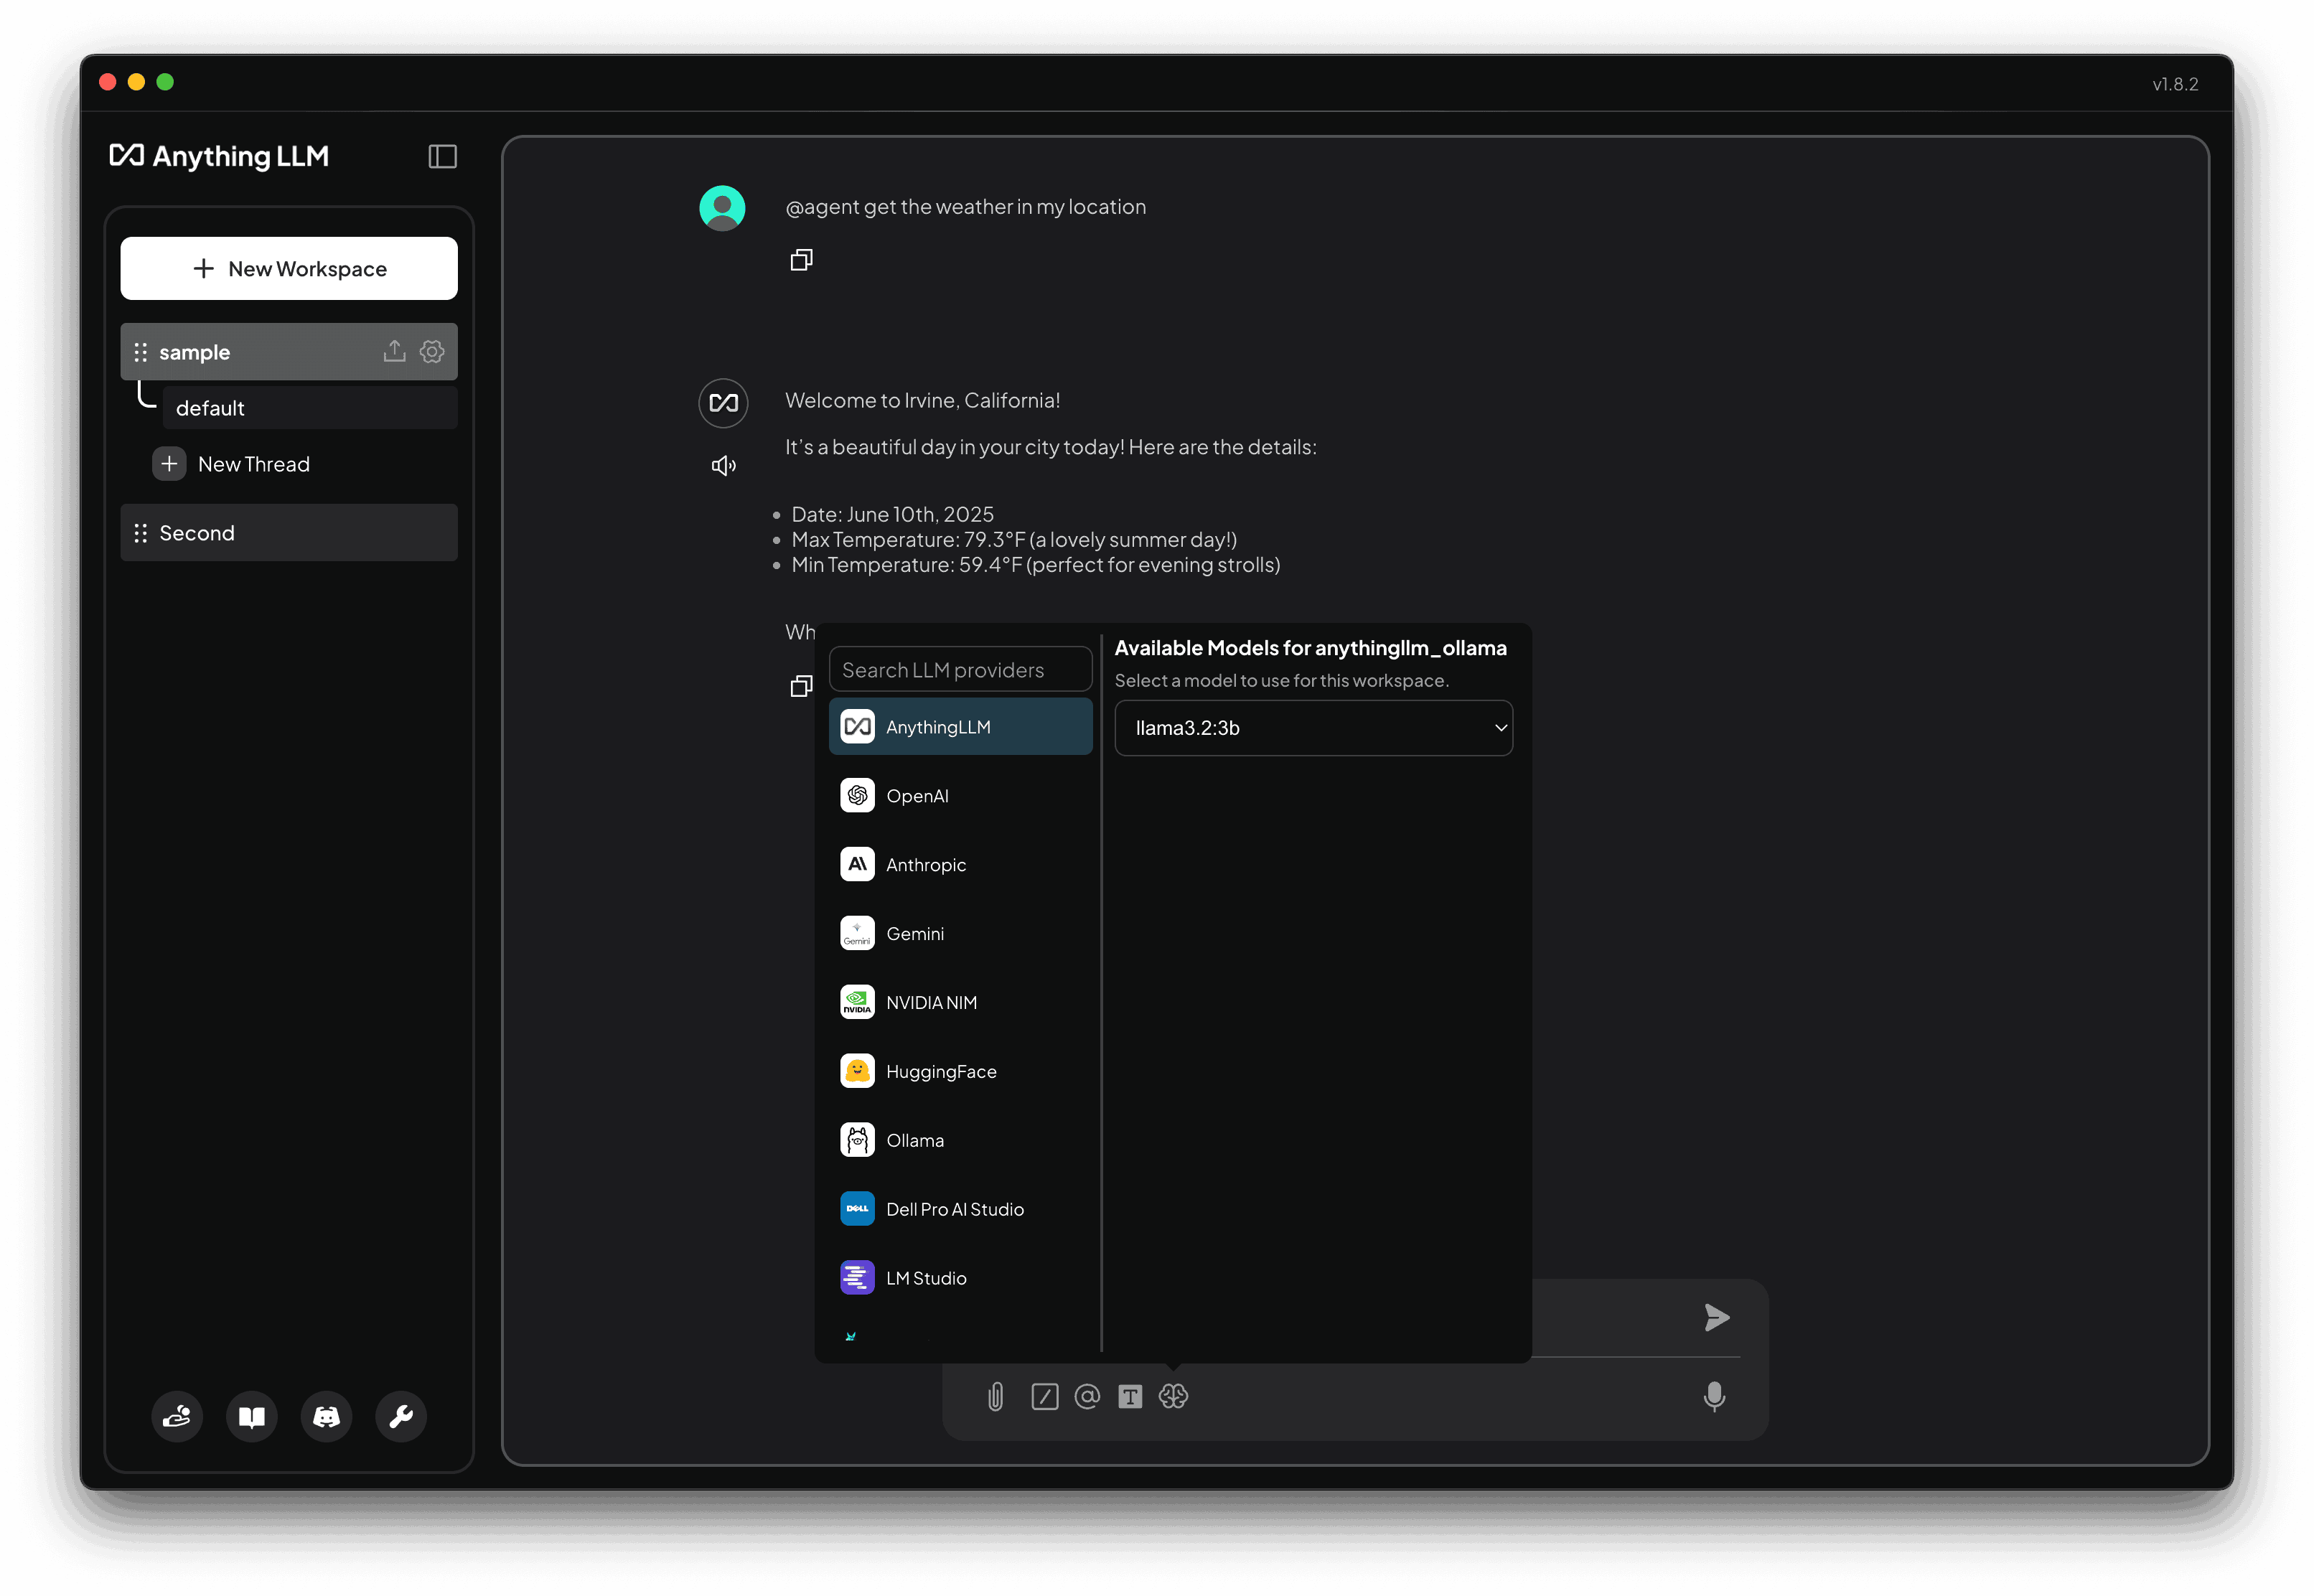 v1.8.2
Anything LLM
New Workspace
sample
default
New Thread
Second
@agent get the weather in my location
Welcome to Irvine, California!
It's a beautiful day in your city today! Here are the details:
Date: June 10th, 2025
Max Temperature: 79.3°F (a lovely summer day!)
Min Temperature: 59.4°F (perfect for evening strolls)
Wh
Search LLM providers
AnythingLLM
OpenAI
Anthropic
Gemini
Gemini
NVIDIA
NVIDIA NIM
HuggingFace
Ollama
DELL
Dell Pro AI Studio
LM Studio
Available Models for anythingllm_ollama
Select a model to use for this workspace.
llama3.2:3b